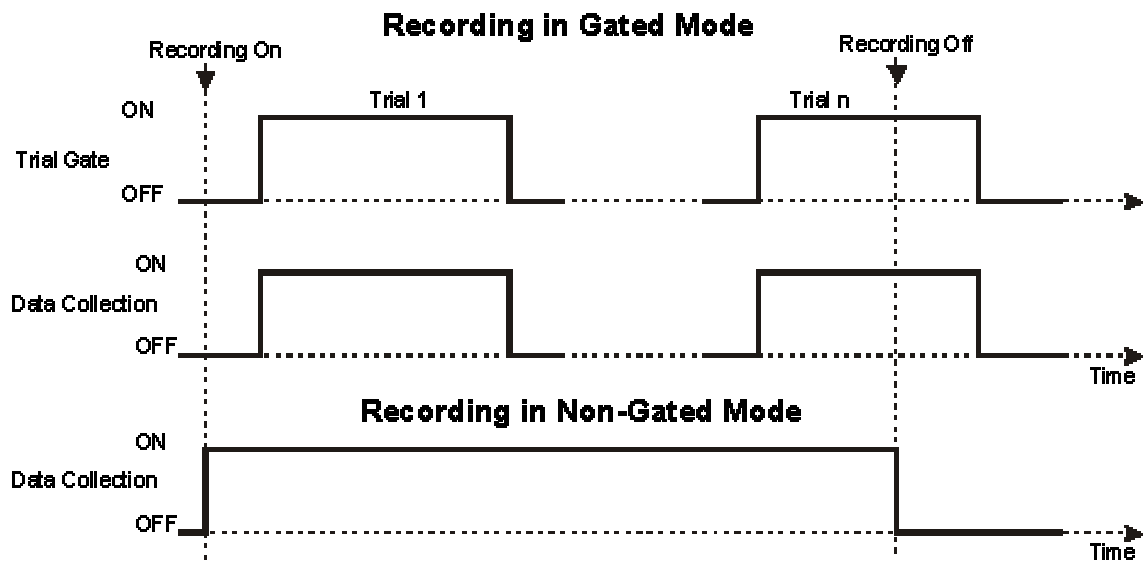 Recording in Gated Mode
Recording On
Recording Off
ON
Trial 1
Trial n
Trial Gate
OFF
ON
Data Collection
OFF
Time
Recording in Non-Gated Mode
ON
Data Collection
OFF
Time